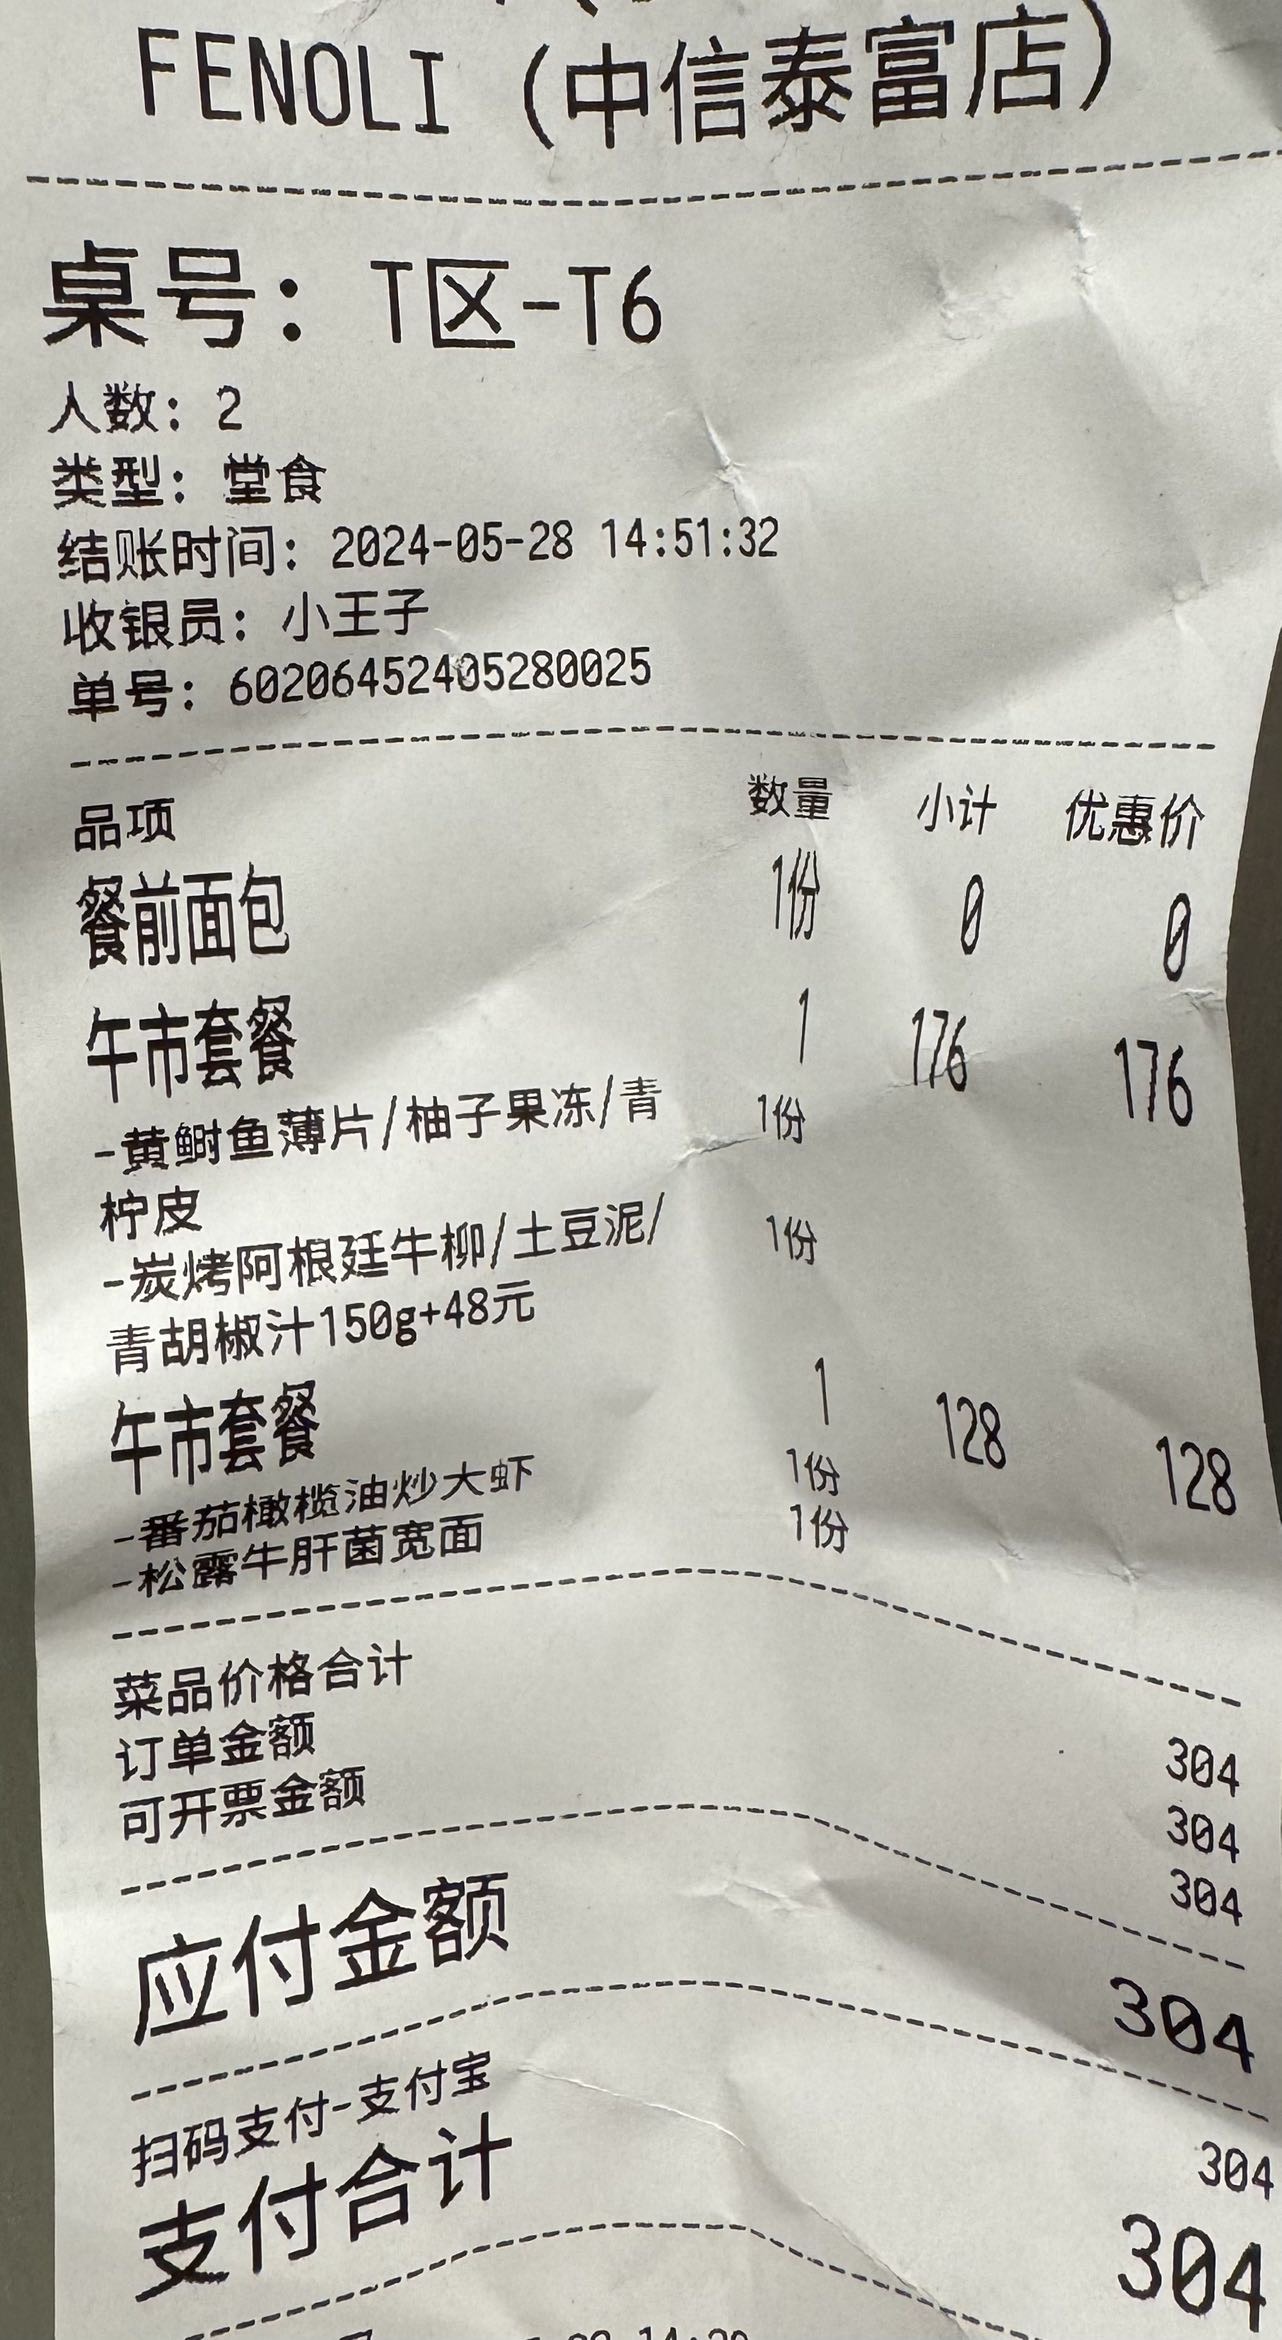 FENOLI (中信泰富店)
桌号: T区-T6
人数: 2
类型: 堂食
结账时间: 2024-05-28 14:51:32
收银员: 小王子
单号: 60206452405280025
品项 数量 小计 优惠价
餐前面包 1份 0 0
午市套餐 1 176 176
-黄鲥鱼薄片/柚子果冻/青 1份
柠皮
-炭烤阿根廷牛柳/土豆泥/ 1份
青胡椒汁150g+48元
午市套餐 1 128 128
-番茄橄榄油炒大虾 1份
-松露牛肝菌宽面 1份
菜品价格合计 304
订单金额 304
可开票金额 304
应付金额 304
扫码支付-支付宝 304
支付合计 304